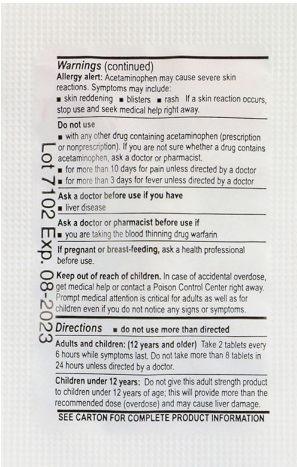 Warnings (continued)
Allergy alert: Acetaminophen may cause severe skin
reactions. Symptoms may include:
■ skin reddening ■ blisters ■ rash If a skin reaction occurs,
stop use and seek medical help right away.
Do not use
■ with any other drug containing acetaminophen (prescription
or nonprescription). If you are not sure whether a drug contains
acetaminophen, ask a doctor or pharmacist.
■ for more than 10 days for pain unless directed by a doctor
■ for more than 3 days for fever unless directed by a doctor
Ask a doctor before use if you have
■ liver disease
Ask a doctor or pharmacist before use if
■ you are taking the blood thinning drug warfarin
If pregnant or breast-feeding, ask a health professional
before use.
Keep out of reach of children. In case of accidental overdose,
get medical help or contact a Poison Control Center right away.
Prompt medical attention is critical for adults as well as for
children even if you do not notice any signs or symptoms.
Directions ■ do not use more than directed
Adults and children: (12 years and older) Take 2 tablets every
6 hours while symptoms last. Do not take more than 8 tablets in
24 hours unless directed by a doctor.
Children under 12 years: Do not give this adult strength product
to children under 12 years of age; this will provide more than the
recommended dose (overdose) and may cause liver damage.
SEE CARTON FOR COMPLETE PRODUCT INFORMATION
Lot 7102 Exp. 08-2023